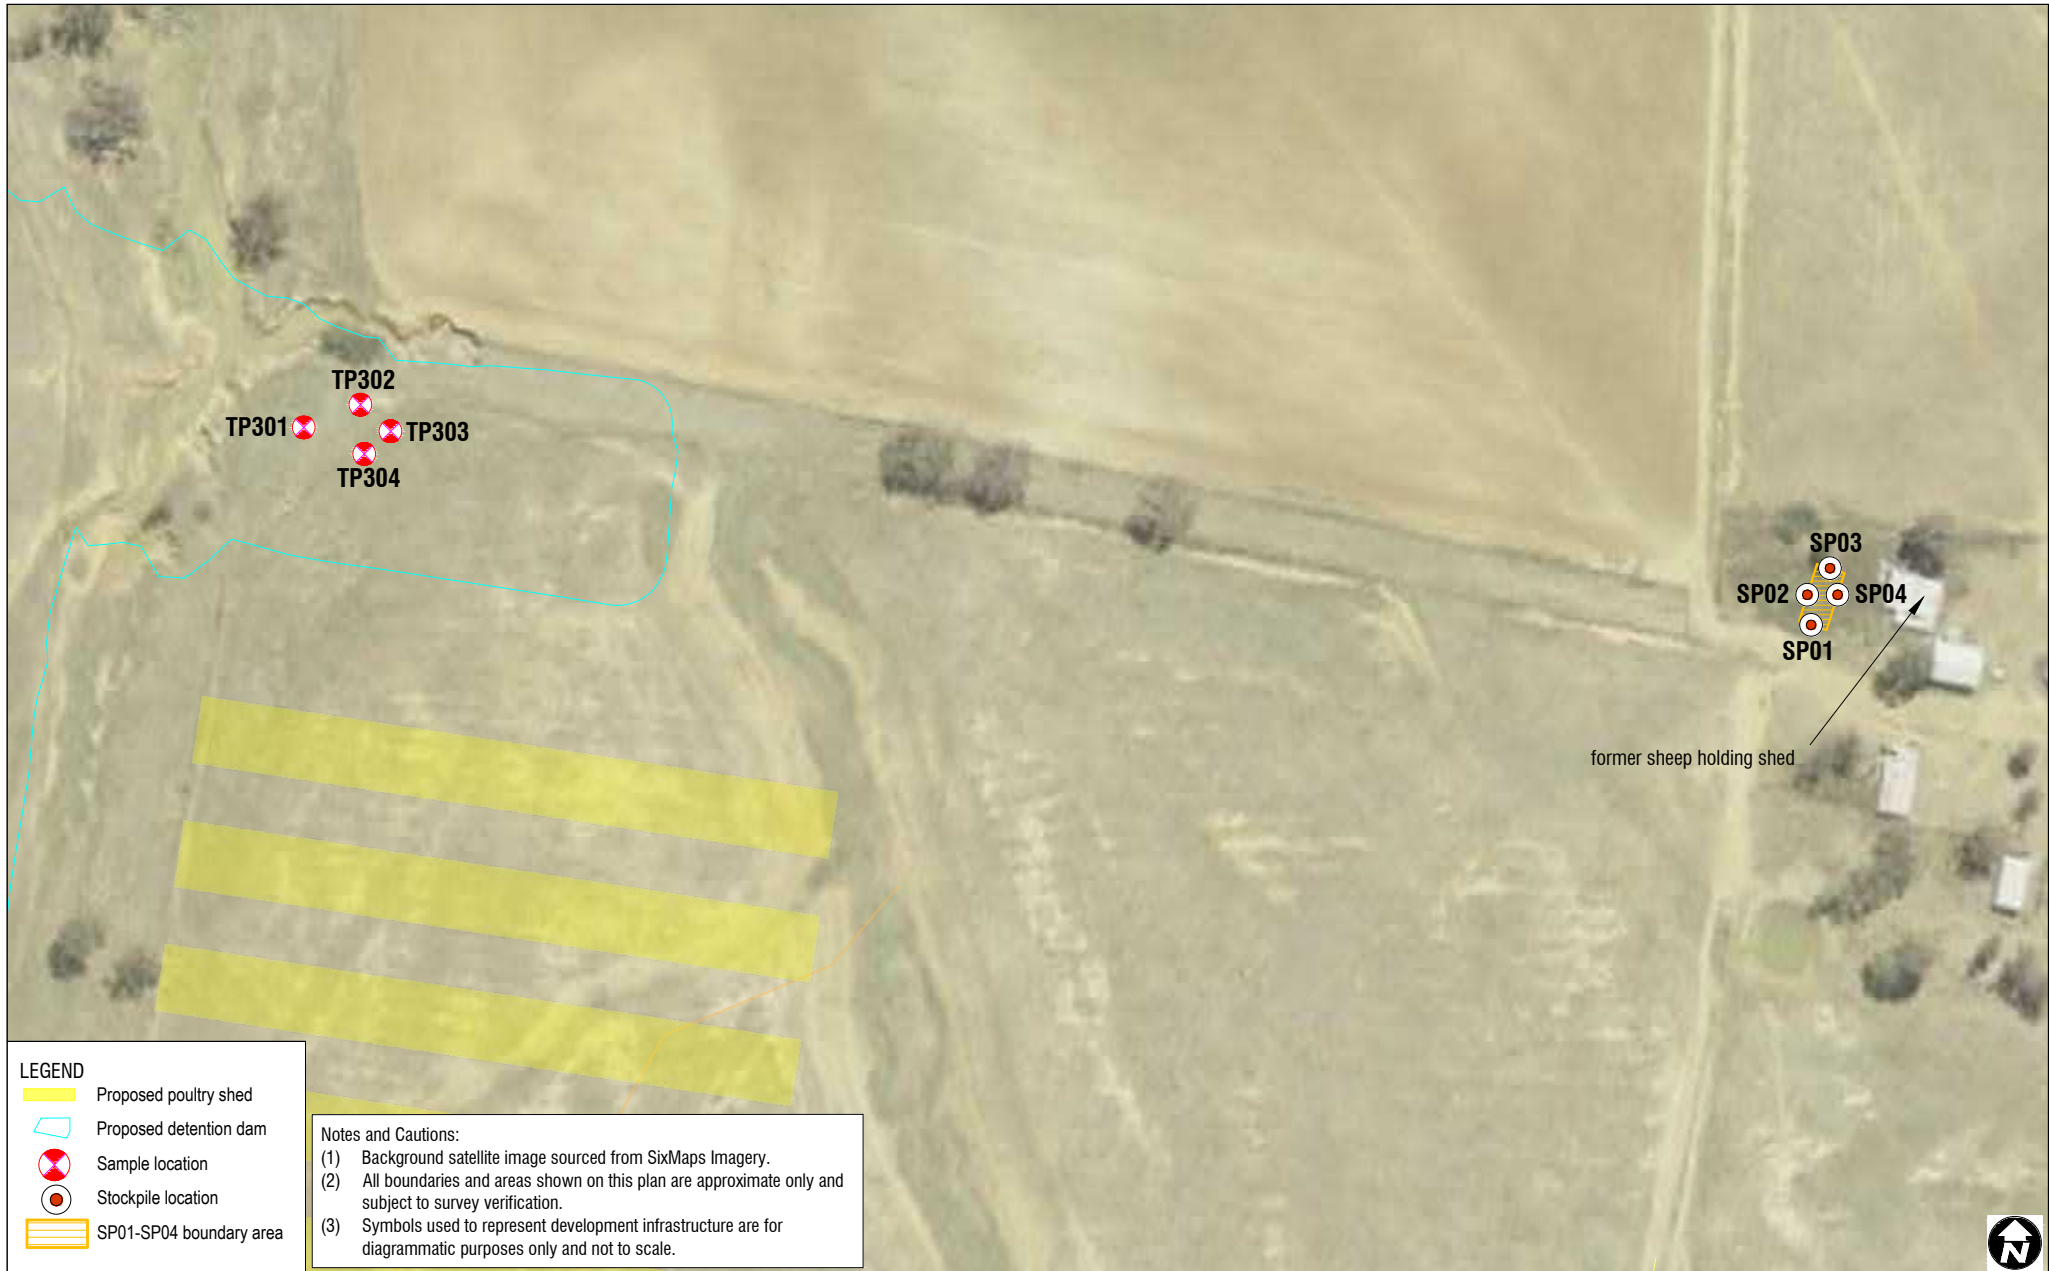 TP302
TP301
TP303
TP304
SP03
SP02
SP04
SP01
former sheep holding shed
LEGEND
Proposed poultry shed
Proposed detention dam
Sample location
Stockpile location
SP01-SP04 boundary area
Notes and Cautions:
(1) Background satellite image sourced from SixMaps Imagery.
(2) All boundaries and areas shown on this plan are approximate only and
subject to survey verification.
(3) Symbols used to represent development infrastructure are for
diagrammatic purposes only and not to scale.
N